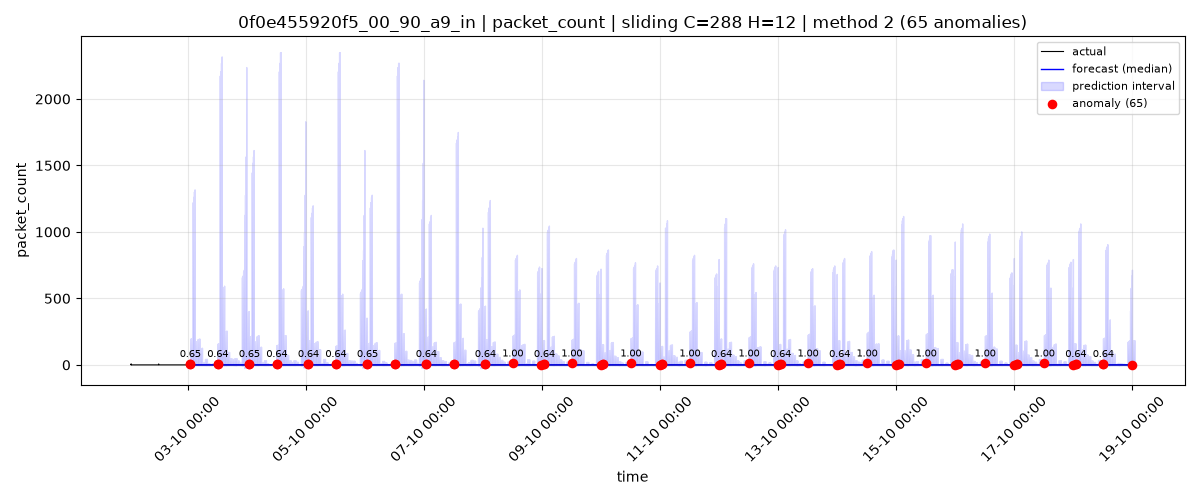 0f0e455920f5_00_90_a9_in | packet_count | sliding C=288 H=12 | method 2 (65 anomalies)
actual
forecast (median)
prediction interval
anomaly (65)
packet_count
2000
1500
1000
500
0
0.65 0.64 0.65 0.64 0.64 0.64 0.65 0.64 0.64 1.00 0.64 1.00 1.00 1.00 0.64 1.00 0.64 1.00 0.64 1.00 1.00 1.00 1.00 0.64 0.64
03-10 00:00
05-10 00:00
07-10 00:00
09-10 00:00
11-10 00:00
13-10 00:00
15-10 00:00
17-10 00:00
19-10 00:00
time